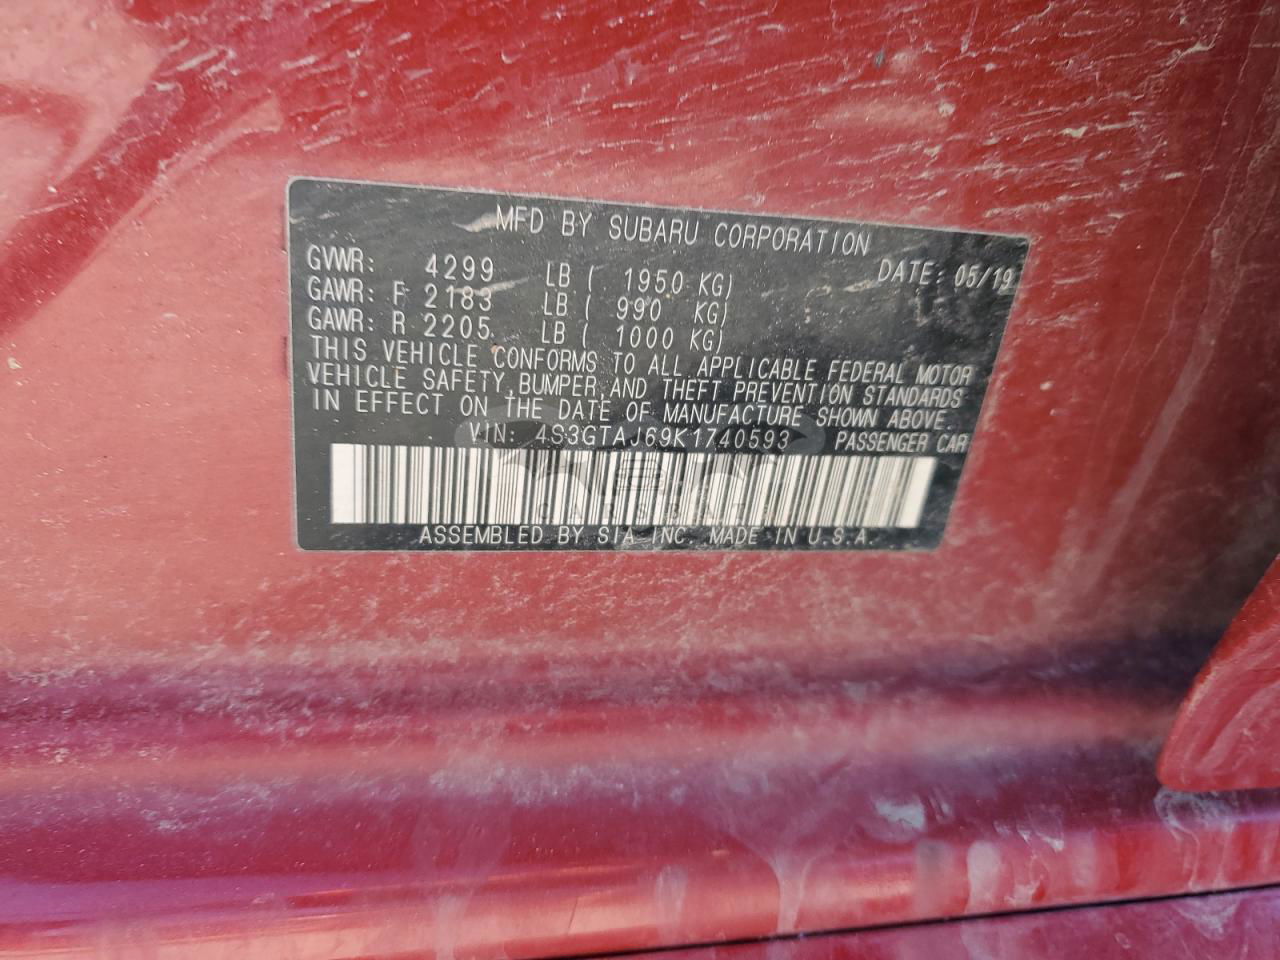 MFD BY SUBARU CORPORATION
GVWR: 4299 LB ( 1950 KG) DATE: 05/19
GAWR: F 2183 LB ( 990 KG)
GAWR: R 2205 LB ( 1000 KG)
THIS VEHICLE CONFORMS TO ALL APPLICABLE FEDERAL MOTOR
VEHICLE SAFETY, BUMPER, AND THEFT PREVENTION STANDARDS
IN EFFECT ON THE DATE OF MANUFACTURE SHOWN ABOVE.
VIN: 4S3GTAJ69K1740593 PASSENGER CAR
ASSEMBLED BY SIA INC. MADE IN U.S.A.